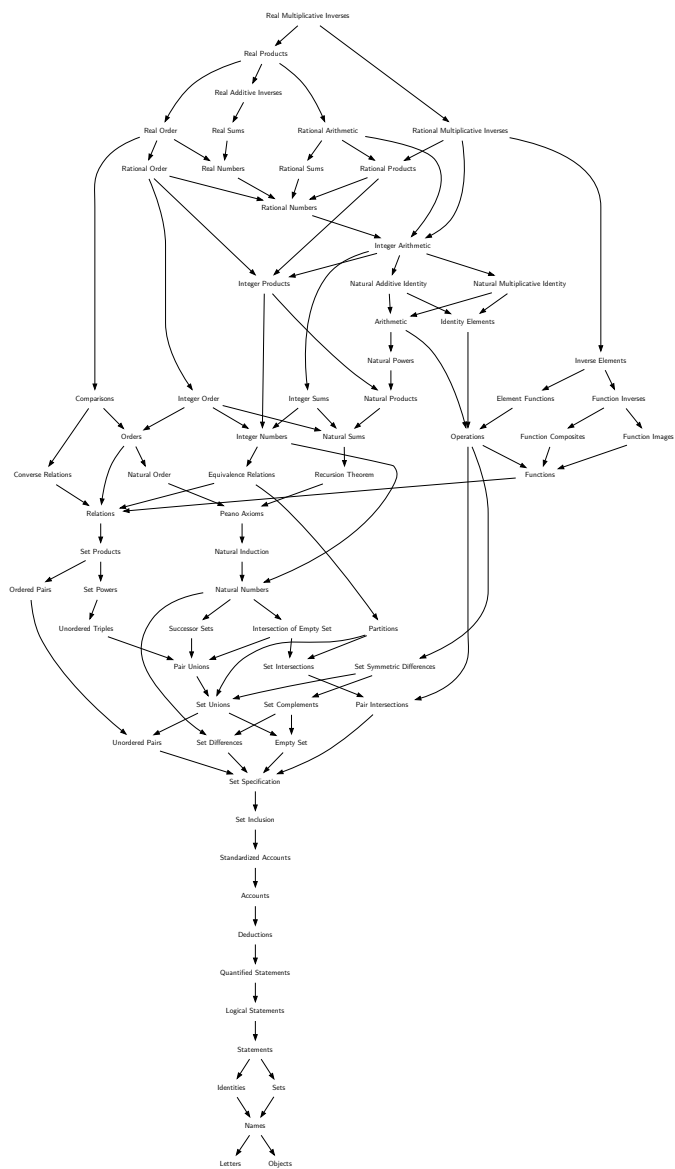 Real Multiplicative Inverses
Real Products
Real Additive Inverses
Real Order
Real Sums
Rational Arithmetic
Rational Multiplicative Inverses
Rational Order
Real Numbers
Rational Sums
Rational Products
Rational Numbers
Integer Arithmetic
Integer Products
Natural Additive Identity
Natural Multiplicative Identity
Arithmetic
Identity Elements
Natural Powers
Inverse Elements
Comparisons
Integer Order
Integer Sums
Natural Products
Element Functions
Function Inverses
Orders
Integer Numbers
Natural Sums
Operations
Function Composites
Function Images
Converse Relations
Natural Order
Equivalence Relations
Recursion Theorem
Functions
Relations
Peano Axioms
Set Products
Natural Induction
Ordered Pairs
Set Powers
Natural Numbers
Unordered Triples
Successor Sets
Intersection of Empty Set
Partitions
Pair Unions
Set Intersections
Set Symmetric Differences
Set Unions
Set Complements
Pair Intersections
Unordered Pairs
Set Differences
Empty Set
Set Specification
Set Inclusion
Standardized Accounts
Accounts
Deductions
Quantified Statements
Logical Statements
Statements
Identities
Sets
Names
Letters
Objects